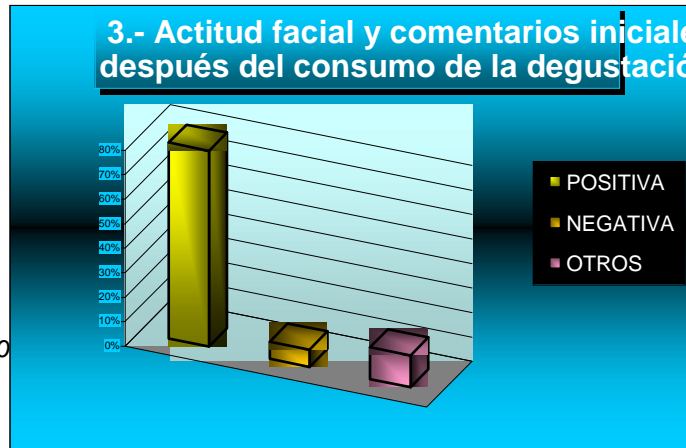 3.- Actitud facial y comentarios iniciale
después del consumo de la degustació
80%
70%
60%
50%
40%
30%
20%
10%
0%
0
POSITIVA
NEGATIVA
OTROS